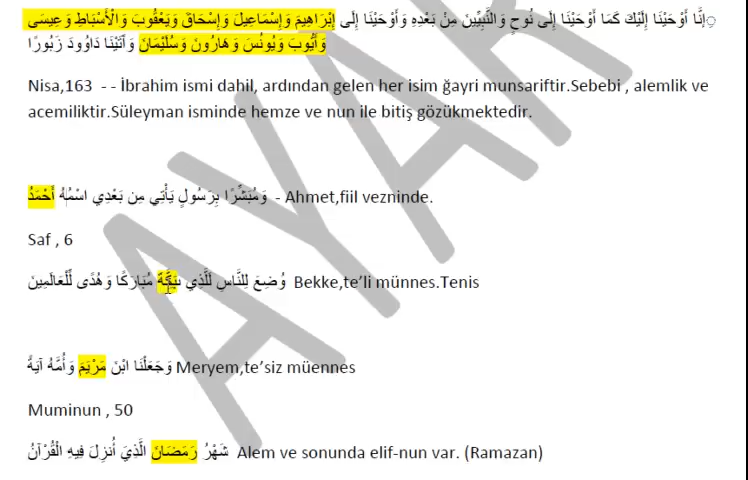 إِنَّا أَوْحَيْنَا إِلَيْكَ كَمَا أَوْحَيْنَا إِلَى نُوحٍ وَالنَّبِيِّينَ مِنْ بَعْدِهِ وَأَوْحَيْنَا إِلَى إِبْرَاهِيمَ وَإِسْمَاعِيلَ وَإِسْحَاقَ وَيَعْقُوبَ وَالْأَسْبَاطِ وَعِيسَى
وَأَيُّوبَ وَيُونُسَ وَهَارُونَ وَسُلَيْمَانَ وَآتَيْنَا دَاوُودَ زَبُورًا
Nisa,163 - - İbrahim ismi dahil, ardından gelen her isim ğayri munsariftir.Sebebi , alemlik ve
acemiliktir.Süleyman isminde hemze ve nun ile bitiş gözükmektedir.
وَمُبَشِّرًا بِرَسُولٍ يَأْتِي مِن بَعْدِي اسْمُهُ أَحْمَدُ - Ahmet,fiil vezninde.
Saf , 6
وُضِعَ لِلنَّاسِ لَلَّذِي بِبَكَّةَ مُبَارَكًا وَهُدًى لِّلْعَالَمِينَ Bekke,te’li münnes.Tenis
وَجَعَلْنَا ابْنَ مَرْيَمَ وَأُمَّهُ آيَةً Meryem,te’siz müennes
Muminun , 50
شَهْرُ رَمَضَانَ الَّذِيَ أُنزِلَ فِيهِ الْقُرْآنُ Alem ve sonunda elif-nun var. (Ramazan)